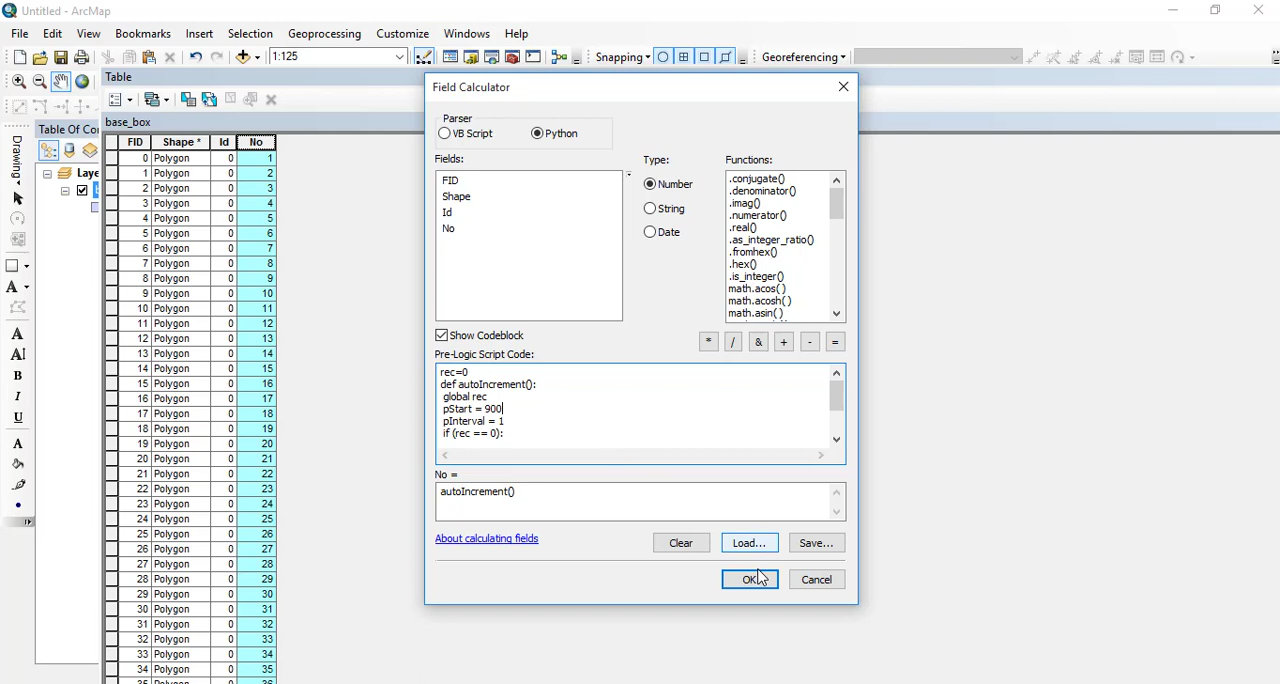 Untitled - ArcMap
File Edit View Bookmarks Insert Selection Geoprocessing Customize Windows Help
1:125 Snapping Georeferencing
Table
Table Of Co
Drawing
Laye
base_box
FID Shape * Id No
0 Polygon 0 1
1 Polygon 0 2
2 Polygon 0 3
3 Polygon 0 4
4 Polygon 0 5
5 Polygon 0 6
6 Polygon 0 7
7 Polygon 0 8
8 Polygon 0 9
9 Polygon 0 10
10 Polygon 0 11
11 Polygon 0 12
12 Polygon 0 13
13 Polygon 0 14
14 Polygon 0 15
15 Polygon 0 16
16 Polygon 0 17
17 Polygon 0 18
18 Polygon 0 19
19 Polygon 0 20
20 Polygon 0 21
21 Polygon 0 22
22 Polygon 0 23
23 Polygon 0 24
24 Polygon 0 25
25 Polygon 0 26
26 Polygon 0 27
27 Polygon 0 28
28 Polygon 0 29
29 Polygon 0 30
30 Polygon 0 31
31 Polygon 0 32
32 Polygon 0 33
33 Polygon 0 34
34 Polygon 0 35
Field Calculator
Parser
VB Script Python
Fields:
FID
Shape
Id
No
Type:
Number
String
Date
Functions:
.conjugate()
.denominator()
.imag()
.numerator()
.real()
.as_integer_ratio()
.fromhex()
.hex()
.is_integer()
math.acos( )
math.acosh( )
math.asin( )
Show Codeblock
* / & + - =
Pre-Logic Script Code:
rec=0
def autoIncrement():
global rec
pStart = 900
pInterval = 1
if (rec == 0):
No =
autoIncrement()
About calculating fields
Clear Load... Save...
OK Cancel